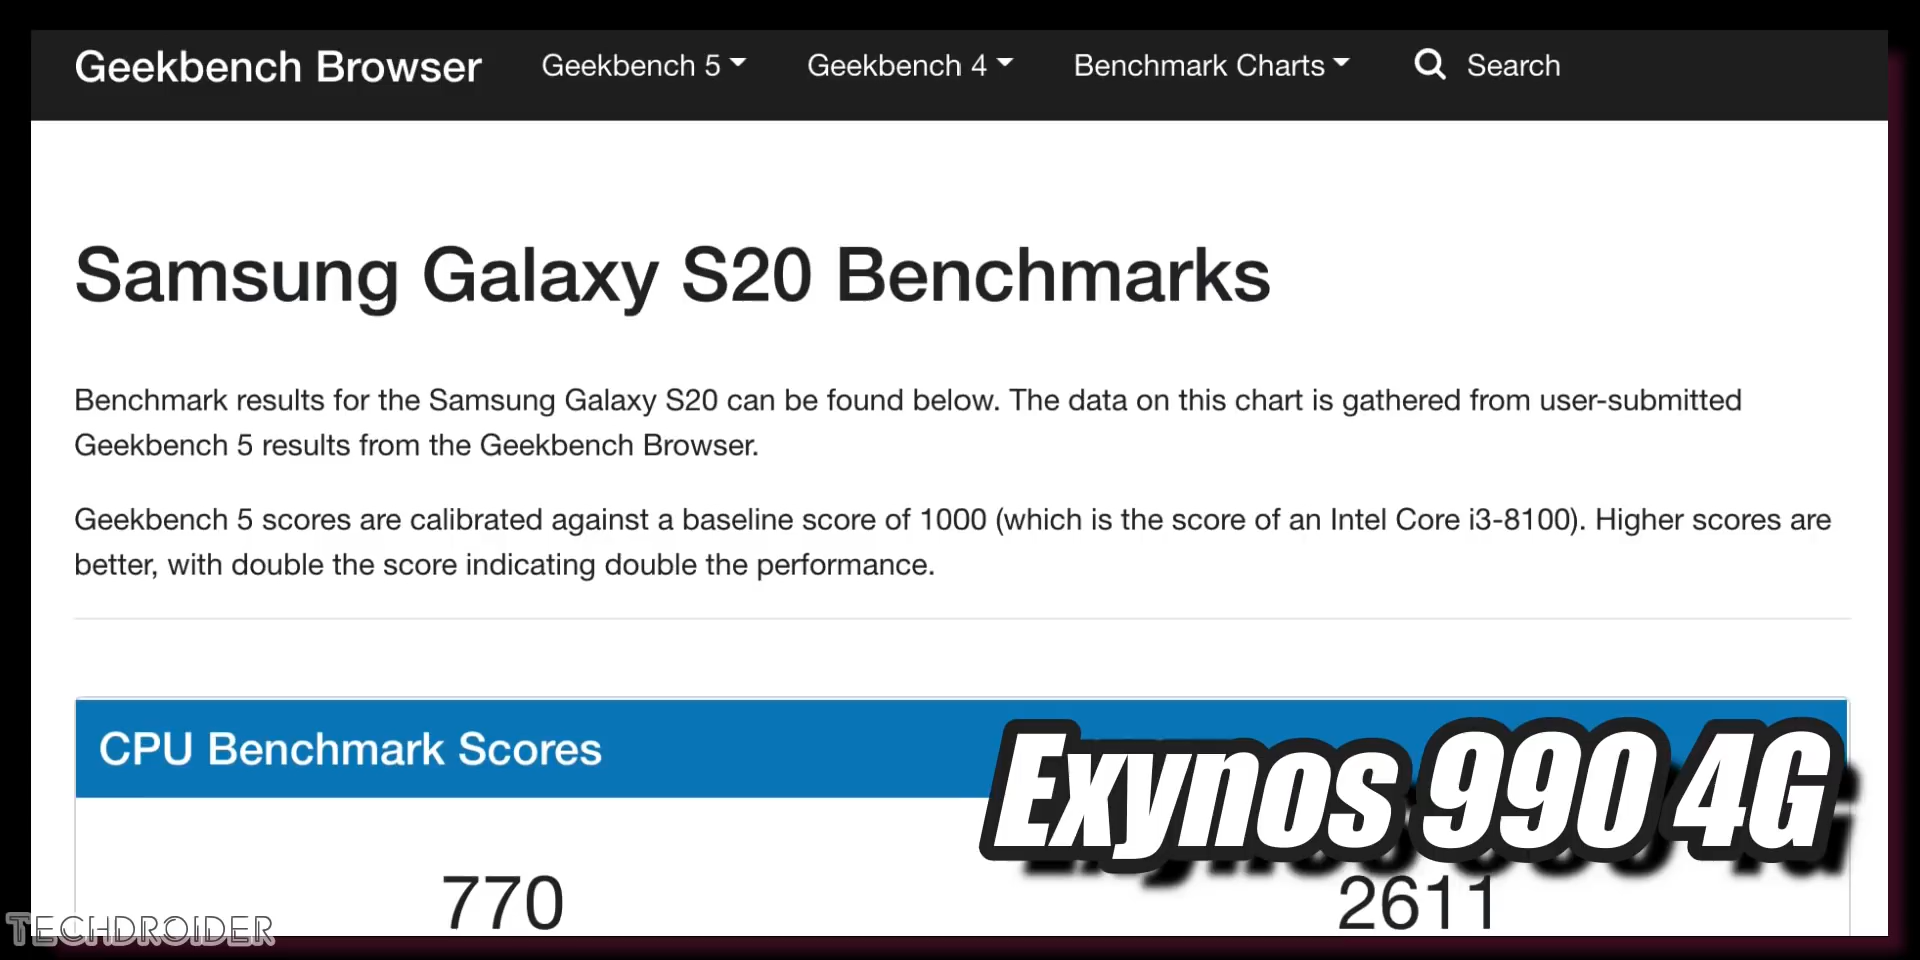 Geekbench Browser Geekbench 5 Geekbench 4 Benchmark Charts Search
Samsung Galaxy S20 Benchmarks
Benchmark results for the Samsung Galaxy S20 can be found below. The data on this chart is gathered from user-submitted
Geekbench 5 results from the Geekbench Browser.
Geekbench 5 scores are calibrated against a baseline score of 1000 (which is the score of an Intel Core i3-8100). Higher scores are
better, with double the score indicating double the performance.
CPU Benchmark Scores
Exynos 990 4G
770 2611
TECHDROIDER